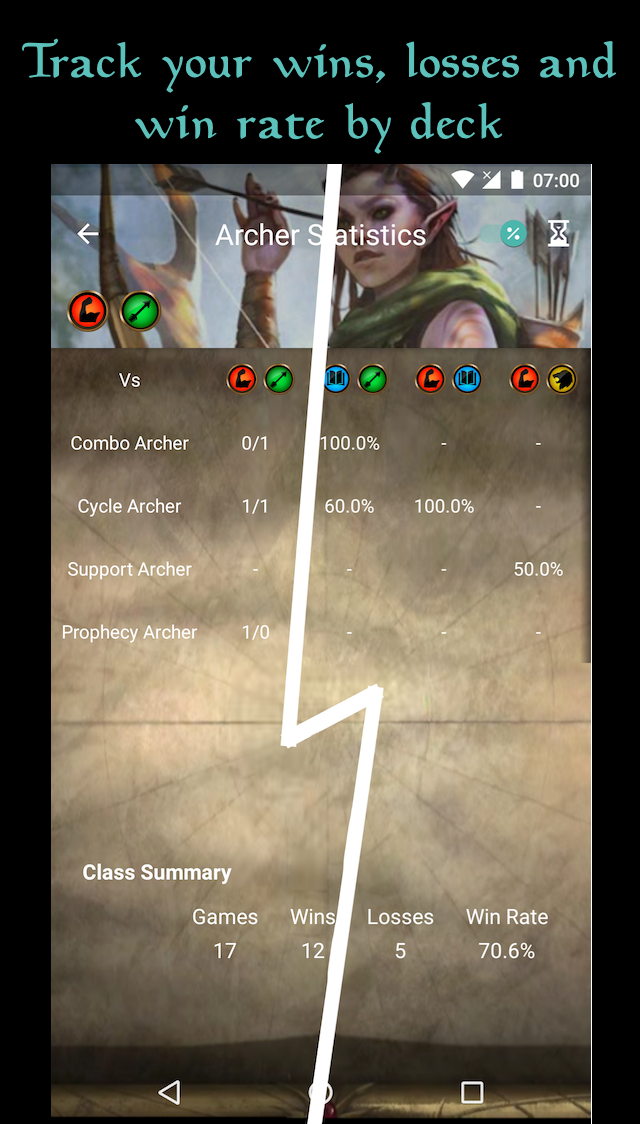 Track your wins, losses and
win rate by deck
07:00
Archer Statistics
Vs
Combo Archer 0/1 100.0% - -
Cycle Archer 1/1 60.0% 100.0% -
Support Archer - - - 50.0%
Prophecy Archer 1/0 - - -
Class Summary
Games Wins Losses Win Rate
17 12 5 70.6%